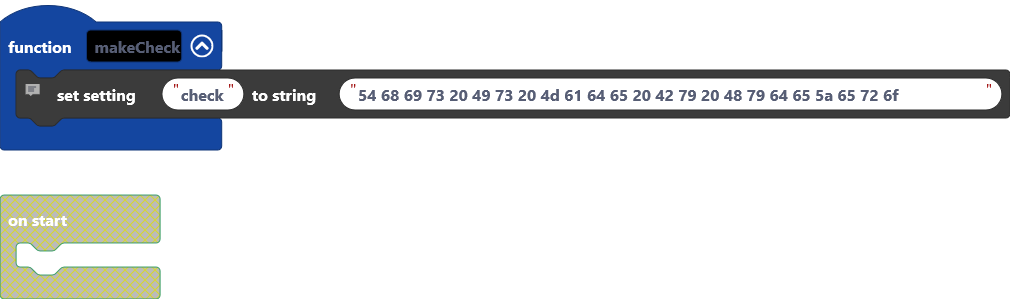 function makeCheck
set setting "check" to string "54 68 69 73 20 49 73 20 4d 61 64 65 20 42 79 20 48 79 64 65 5a 65 72 6f"
on start